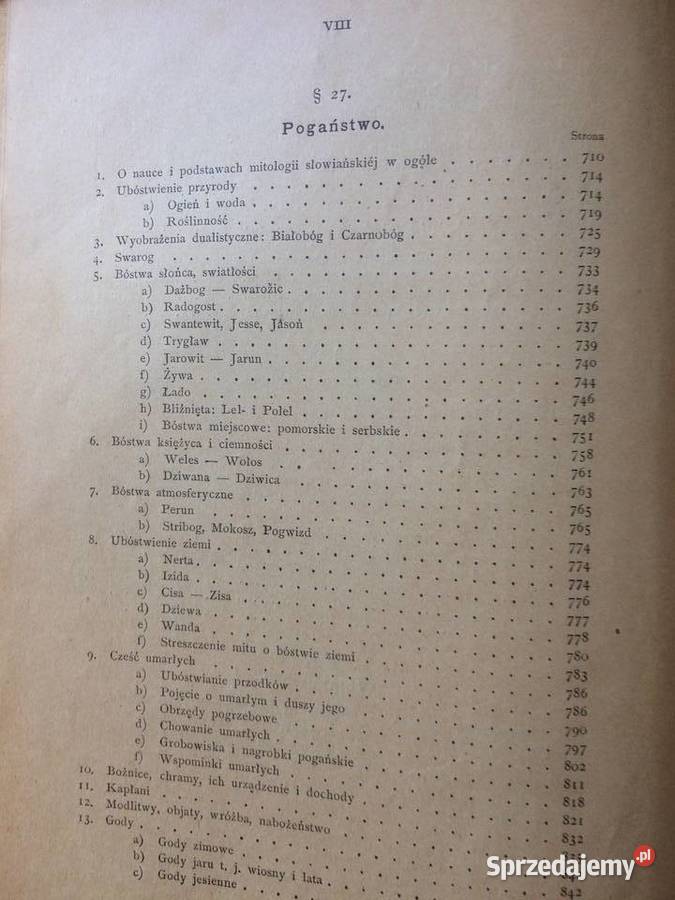 VIII
§ 27.
Pogaństwo.
Strona
1. O nauce i podstawach mitologii słowiańskiéj w ogóle . . . . . . 710
2. Ubóstwienie przyrody . . . . . . 714
a) Ogień i woda . . . . . . 714
b) Roślinność . . . . . . 719
3. Wyobrażenia dualistyczne: Białobóg i Czarnobóg . . . . . . 725
4. Swarog . . . . . . 729
5. Bóstwa słońca, swiatłości . . . . . . 733
a) Dażbog — Swarożic . . . . . . 734
b) Radogost . . . . . . 736
c) Swantewit, Jesse, Jasoń . . . . . . 737
d) Trygław . . . . . . 739
e) Jarowit — Jarun . . . . . . 740
f) Żywa . . . . . . 744
g) Łado . . . . . . 746
h) Bliźnięta: Lel- i Polel . . . . . . 748
i) Bóstwa miejscowe: pomorskie i serbskie . . . . . . 751
6. Bóstwa księżyca i ciemności . . . . . . 758
a) Weles — Wołos . . . . . . 761
b) Dziwana — Dziwica . . . . . . 763
7. Bóstwa atmosferyczne . . . . . . 765
a) Perun . . . . . . 765
b) Stribog, Mokosz, Pogwizd . . . . . . 774
8. Ubóstwienie ziemi . . . . . . 774
a) Nerta . . . . . . 774
b) Izida . . . . . . 776
c) Cisa — Zisa . . . . . . 777
d) Dziewa . . . . . . 778
e) Wanda . . . . . . 780
f) Streszczenie mitu o bóstwie ziemi . . . . . . 783
9. Cześć umarłych . . . . . . 786
a) Ubóstwianie przodków . . . . . . 786
b) Pojęcie o umarłym i duszy jego . . . . . . 790
c) Obrzędy pogrzebowe . . . . . . 797
d) Chowanie umarłych . . . . . . 802
e) Grobowiska i nagrobki pogańskie . . . . . . 811
f) Wspominki umarłych . . . . . . 818
10. Bożnice, chramy, ich urządzenie i dochody . . . . . . 821
11. Kapłani . . . . . . 832
12. Modlitwy, objaty, wróżba, nabożeństwo . . . . . .
13. Gody . . . . . .
a) Gody zimowe . . . . . . 842
b) Gody jaru t. j. wiosny i lata . . . . . .
c) Gody jesienne . . . . . .
Sprzedajemy.pl